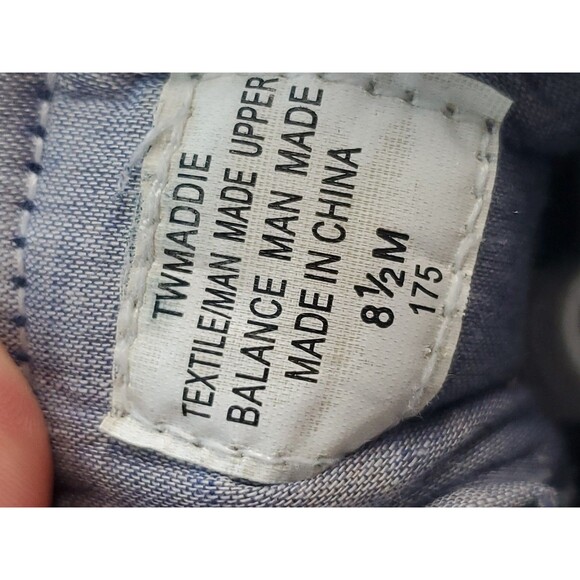 TWMADDIE
TEXTILE/MAN MADE UPPER
BALANCE MAN MADE
MADE IN CHINA
8½M
175